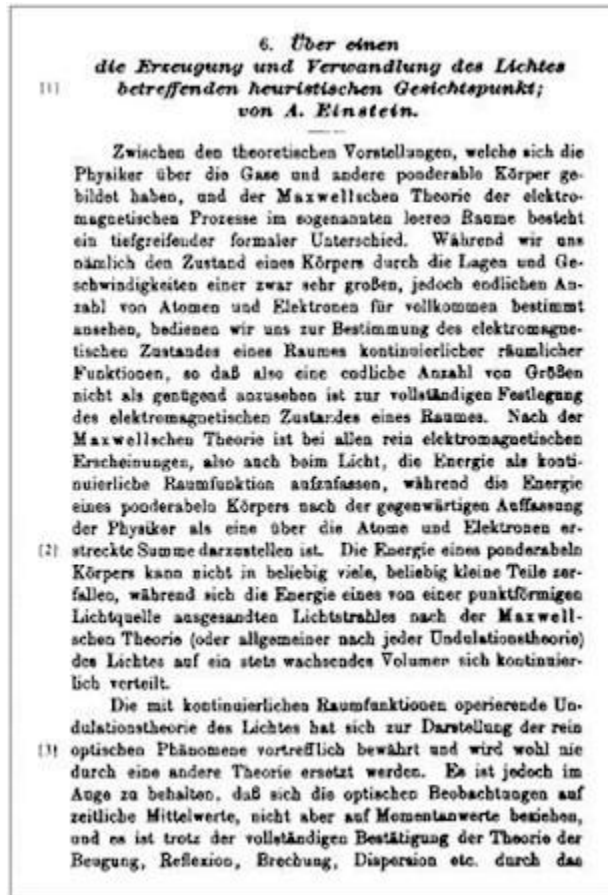 6. Über einen
die Erzeugung und Verwandlung des Lichtes
[1] betreffenden heuristischen Gesichtspunkt;
von A. Einstein.
Zwischen den theoretischen Vorstellungen, welche sich die
Physiker über die Gase und andere ponderable Körper ge-
bildet haben, und der Maxwellschen Theorie der elektro-
magnetischen Prozesse im sogenannten leeren Raume besteht
ein tiefgreifender formaler Unterschied. Während wir uns
nämlich den Zustand eines Körpers durch die Lagen und Ge-
schwindigkeiten einer zwar sehr großen, jedoch endlichen An-
zahl von Atomen und Elektronen für vollkommen bestimmt
ansehen, bedienen wir uns zur Bestimmung des elektromagne-
tischen Zustandes eines Raumes kontinuierlicher räumlicher
Funktionen, so daß also eine endliche Anzahl von Größen
nicht als genügend anzusehen ist zur vollständigen Festlegung
des elektromagnetischen Zustandes eines Raumes. Nach der
Maxwellschen Theorie ist bei allen rein elektromagnetischen
Erscheinungen, also auch beim Licht, die Energie als konti-
nuierliche Raumfunktion aufzufassen, während die Energie
eines ponderabeln Körpers nach der gegenwärtigen Auffassung
der Physiker als eine über die Atome und Elektronen er-
[2] streckte Summe darzustellen ist. Die Energie eines ponderabeln
Körpers kann nicht in beliebig viele, beliebig kleine Teile zer-
fallen, während sich die Energie eines von einer punktförmigen
Lichtquelle ausgesandten Lichtstrahles nach der Maxwell-
schen Theorie (oder allgemeiner nach jeder Undulationstheorie)
des Lichtes auf ein stets wachsendes Volumen sich kontinuier-
lich verteilt.
Die mit kontinuierlichen Raumfunktionen operierende Un-
dulationstheorie des Lichtes hat sich zur Darstellung der rein
[3] optischen Phänomene vortrefflich bewährt und wird wohl nie
durch eine andere Theorie ersetzt werden. Es ist jedoch im
Auge zu behalten, daß sich die optischen Beobachtungen auf
zeitliche Mittelwerte, nicht aber auf Momentanwerte beziehen,
und es ist trotz der vollständigen Bestätigung der Theorie der
Beugung, Reflexion, Brechung, Dispersion etc. durch das